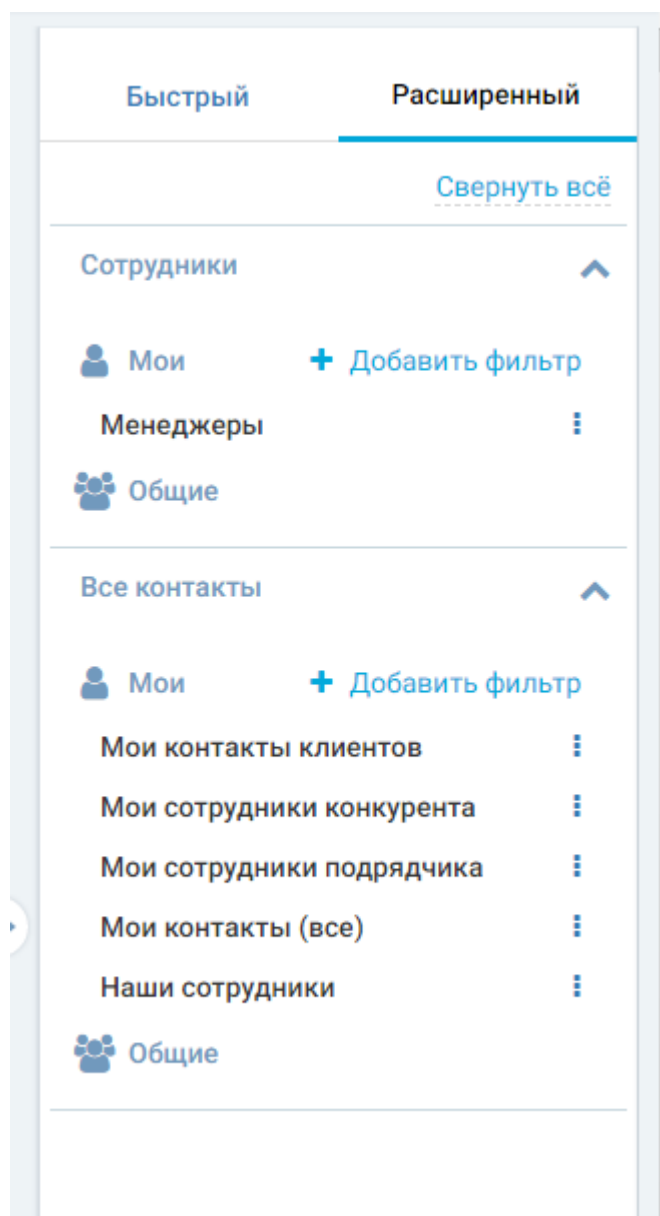 Быстрый Расширенный
Свернуть всё
Сотрудники
Мои + Добавить фильтр
Менеджеры
Общие
Все контакты
Мои + Добавить фильтр
Мои контакты клиентов
Мои сотрудники конкурента
Мои сотрудники подрядчика
Мои контакты (все)
Наши сотрудники
Общие